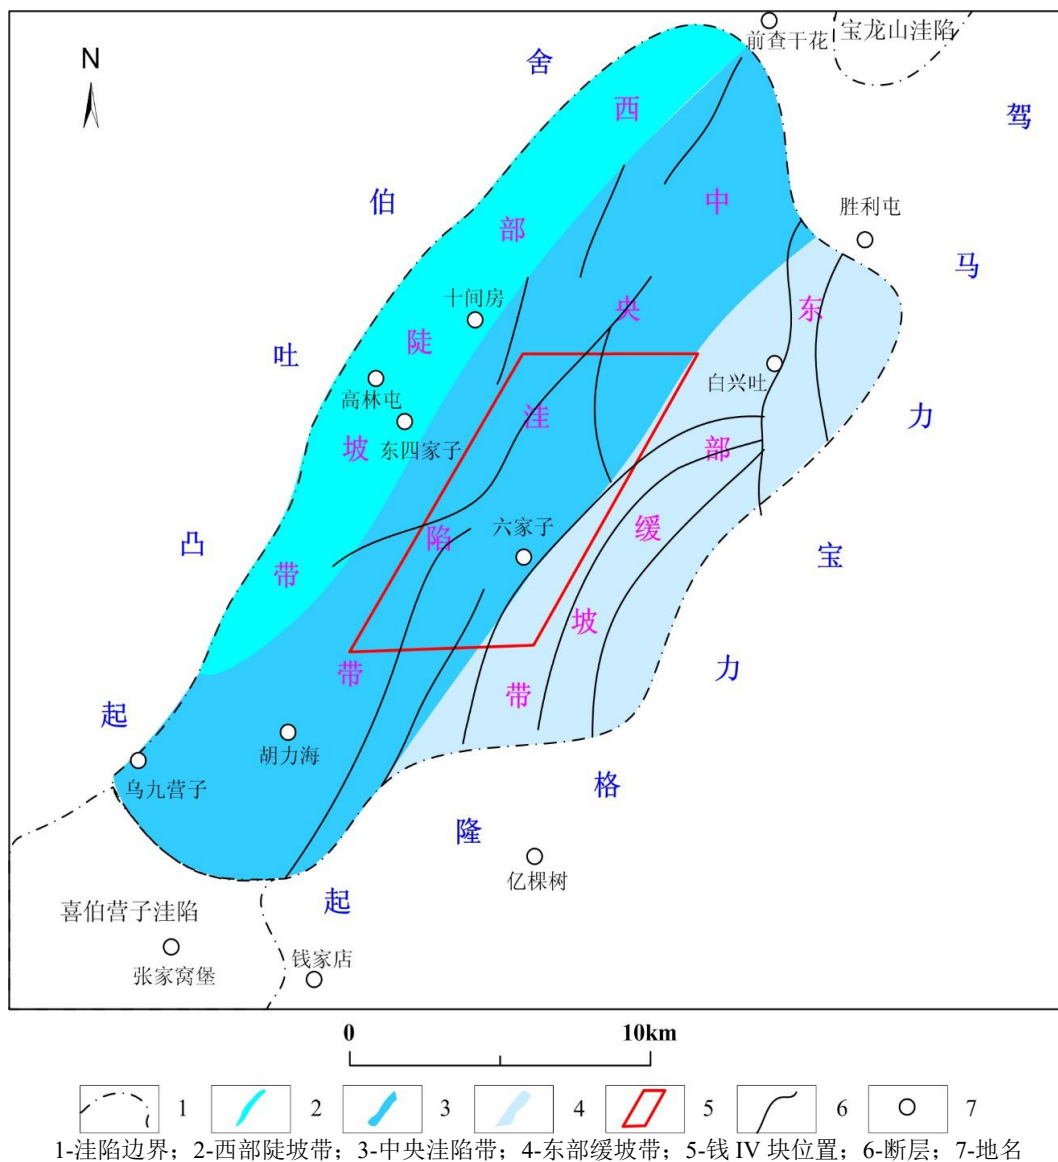 前查干花
宝龙山洼陷
N
舍伯吐凸起
驾马力宝力格隆起
西部陡坡带
中央洼陷带
东部缓坡带
胜利屯
十间房
白兴吐
高林屯
东四家子
六家子
胡力海
乌九营子
亿棵树
喜伯营子洼陷
张家窝堡
钱家店
0 10km
1 2 3 4 5 6 7
1-洼陷边界；2-西部陡坡带；3-中央洼陷带；4-东部缓坡带；5-钱 IV 块位置；6-断层；7-地名